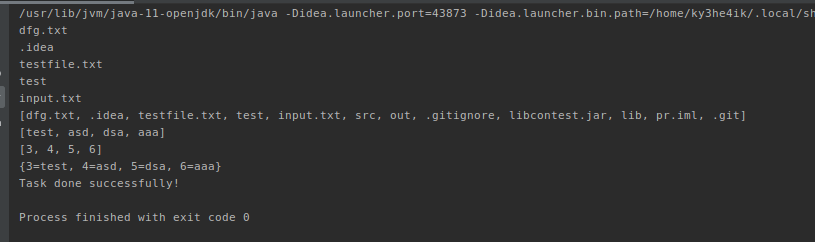 /usr/lib/jvm/java-11-openjdk/bin/java -Didea.launcher.port=43873 -Didea.launcher.bin.path=/home/ky3he4ik/.local/sh
dfg.txt
.idea
testfile.txt
test
input.txt
[dfg.txt, .idea, testfile.txt, test, input.txt, src, out, .gitignore, libcontest.jar, lib, pr.iml, .git]
[test, asd, dsa, aaa]
[3, 4, 5, 6]
{3=test, 4=asd, 5=dsa, 6=aaa}
Task done successfully!
Process finished with exit code 0